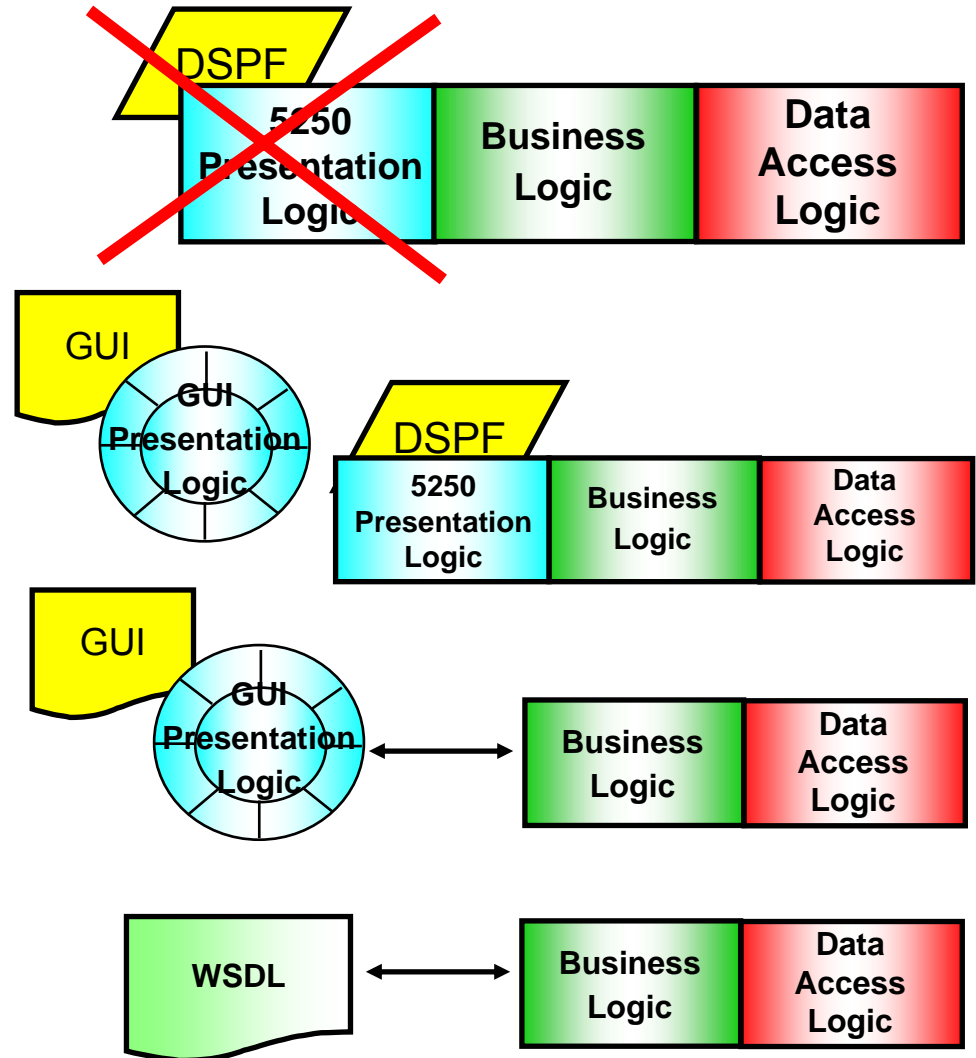 DSPF
5250
Presentation
Logic
Business
Logic
Data
Access
Logic
GUI
GUI
Presentation
Logic
DSPF
5250
Presentation
Logic
Business
Logic
Data
Access
Logic
GUI
GUI
Presentation
Logic
Business
Logic
Data
Access
Logic
WSDL
Business
Logic
Data
Access
Logic